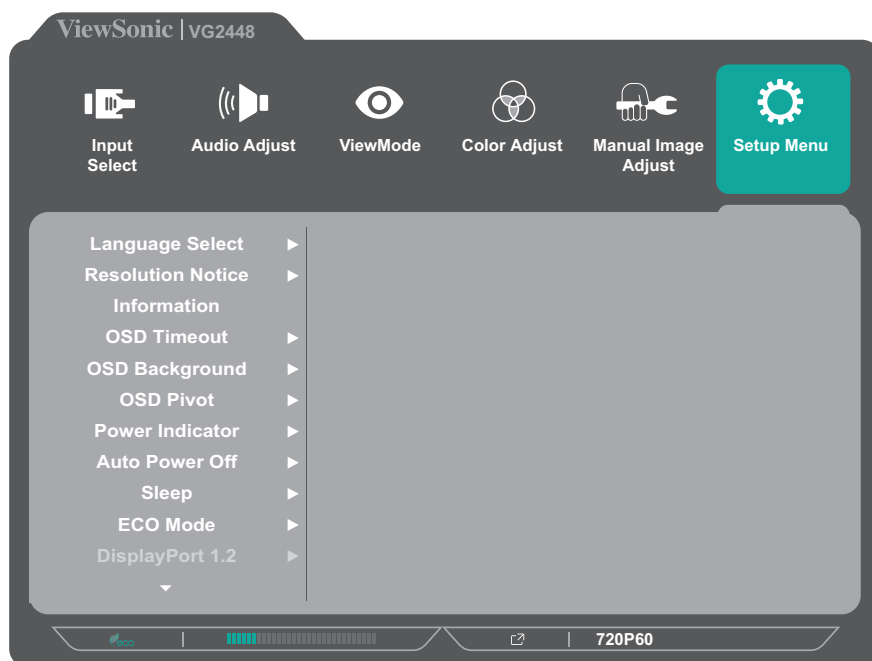 ViewSonic | VG2448
Input
Select
Audio Adjust
ViewMode
Color Adjust
Manual Image
Adjust
Setup Menu
Language Select
Resolution Notice
Information
OSD Timeout
OSD Background
OSD Pivot
Power Indicator
Auto Power Off
Sleep
ECO Mode
DisplayPort 1.2
eco
720P60